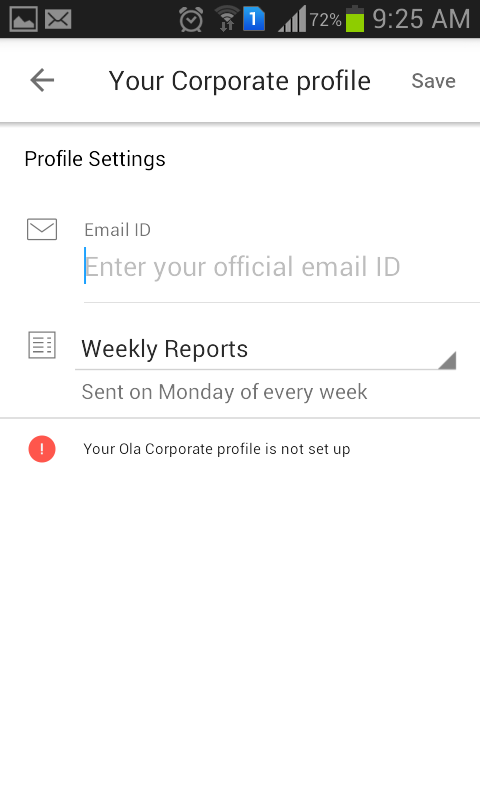 1 72% 9:25 AM
Your Corporate profile Save
Profile Settings
Email ID
Enter your official email ID
Weekly Reports
Sent on Monday of every week
! Your Ola Corporate profile is not set up